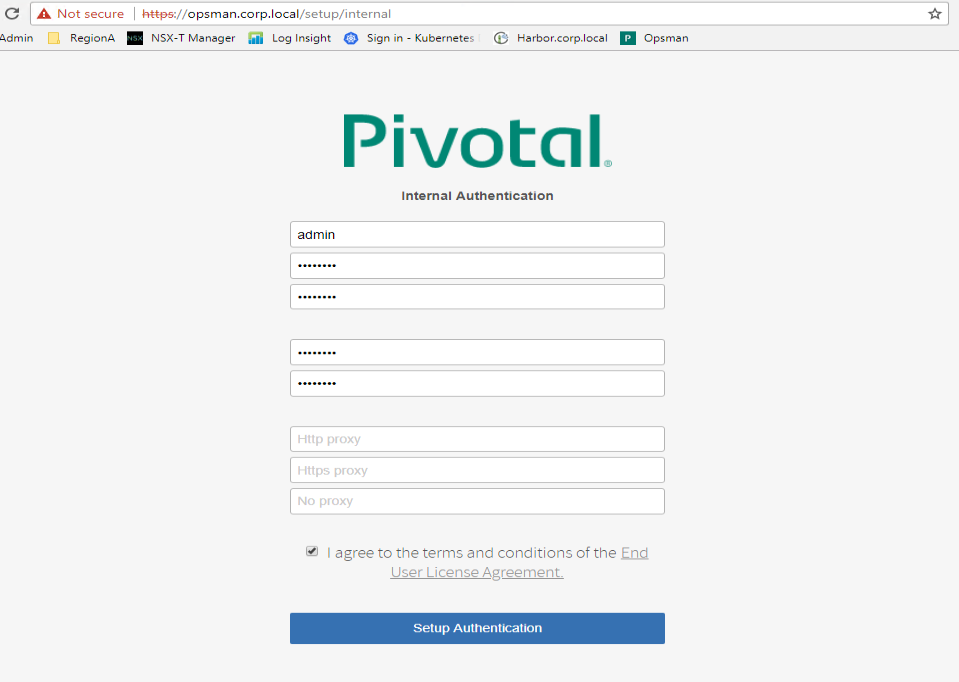 Not secure | https://opsman.corp.local/setup/internal
Admin RegionA NSX NSX-T Manager Log Insight Sign in - Kubernetes Harbor.corp.local P Opsman
Pivotal®
Internal Authentication
admin
••••••••
••••••••
••••••••
••••••••
Http proxy
Https proxy
No proxy
I agree to the terms and conditions of the End
User License Agreement.
Setup Authentication